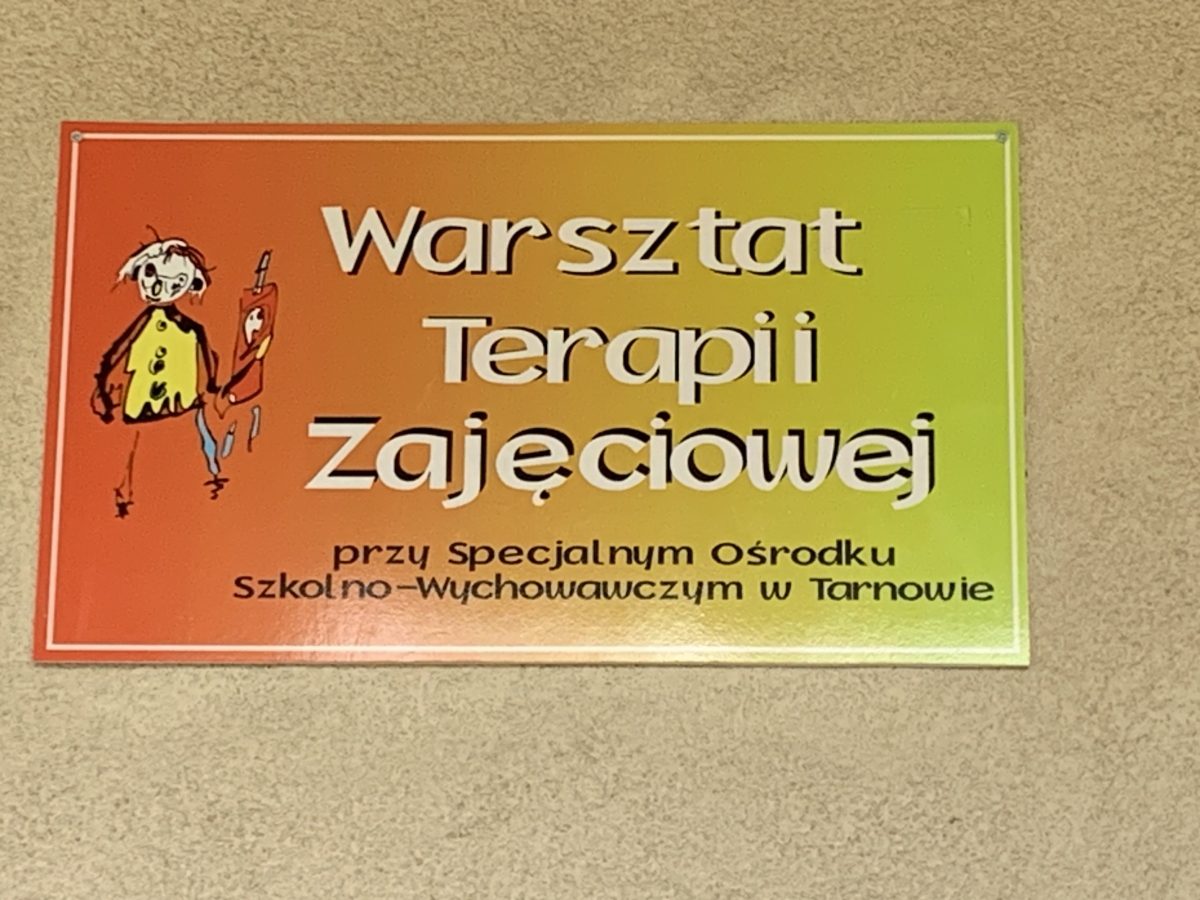 Warsztat
Terapii
Zajęciowej
przy Specjalnym Ośrodku
Szkolno-Wychowawczym w Tarnowie